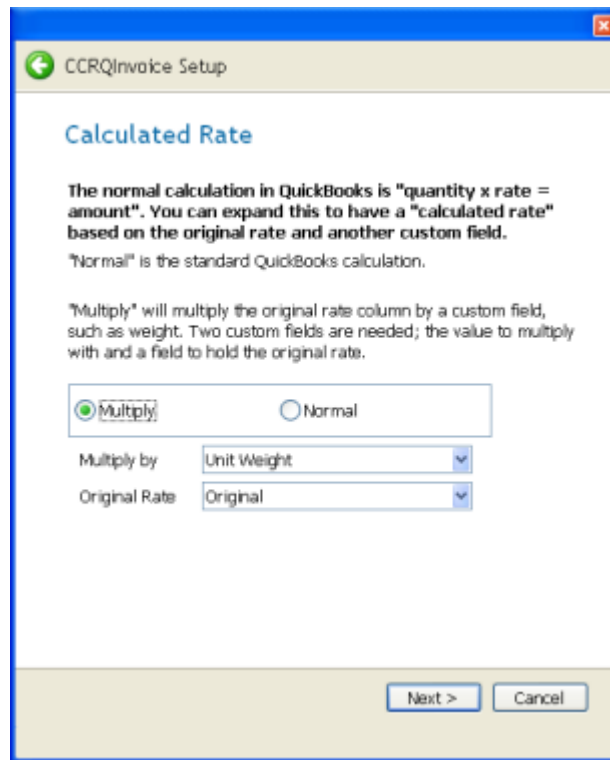 CCRQInvoice Setup
Calculated Rate
The normal calculation in QuickBooks is "quantity x rate =
amount". You can expand this to have a "calculated rate"
based on the original rate and another custom field.
"Normal" is the standard QuickBooks calculation.
"Multiply" will multiply the original rate column by a custom field,
such as weight. Two custom fields are needed; the value to multiply
with and a field to hold the original rate.
Multiply Normal
Multiply by Unit Weight
Original Rate Original
Next > Cancel